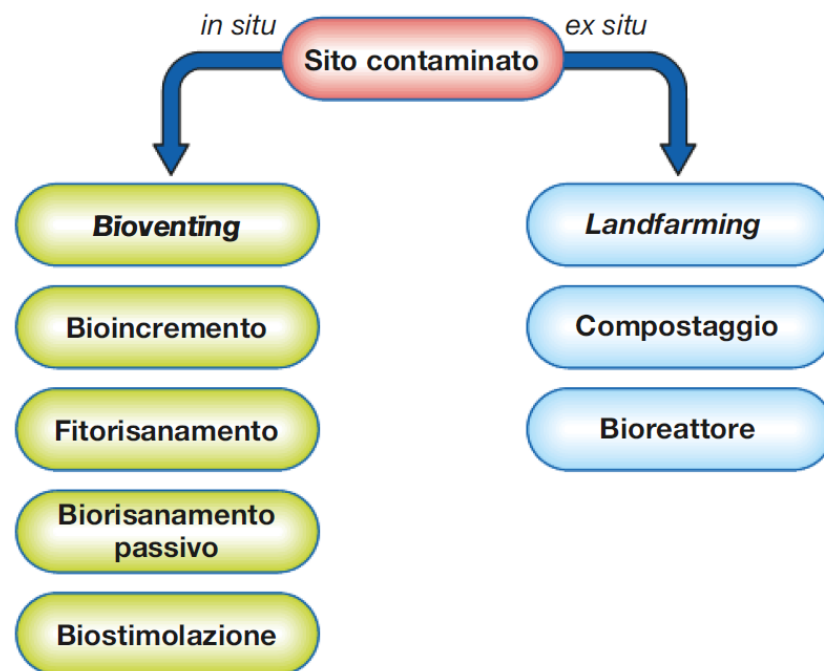 in situ
Sito contaminato
ex situ
Bioventing
Bioincremento
Fitorisanamento
Biorisanamento
passivo
Biostimolazione
Landfarming
Compostaggio
Bioreattore